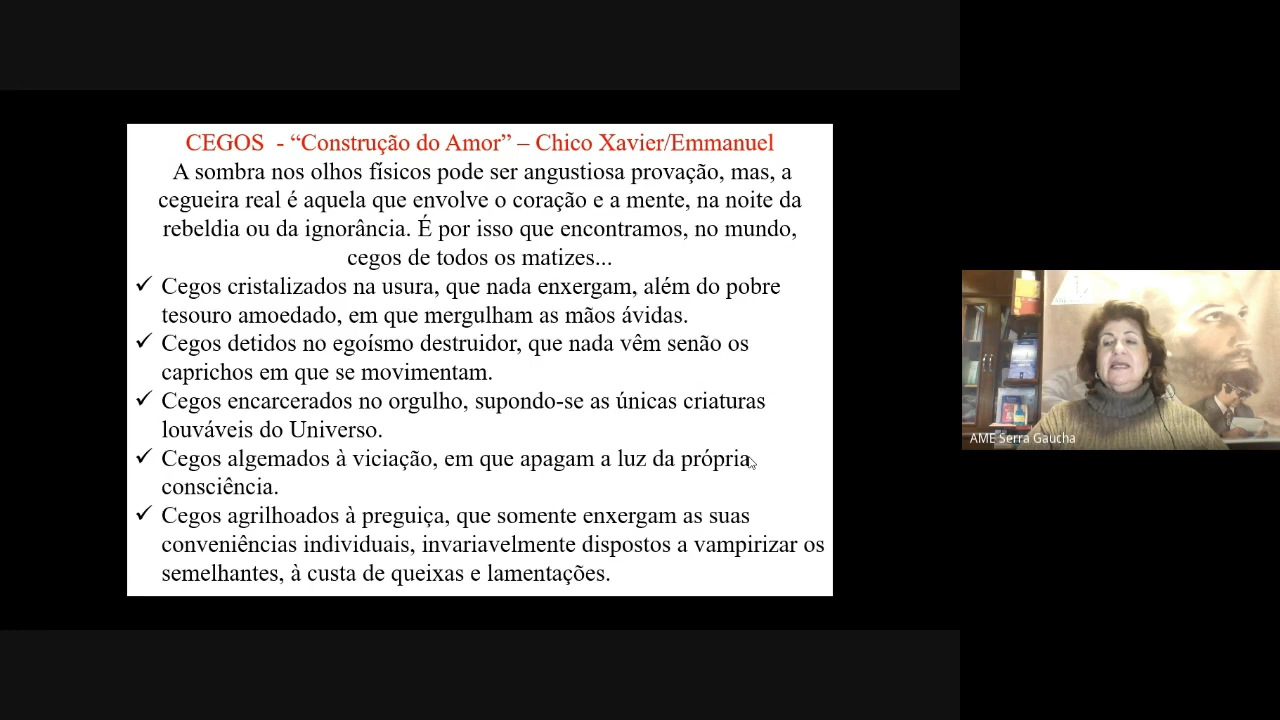 CEGOS - “Construção do Amor” – Chico Xavier/Emmanuel
A sombra nos olhos físicos pode ser angustiosa provação, mas, a
cegueira real é aquela que envolve o coração e a mente, na noite da
rebeldia ou da ignorância. É por isso que encontramos, no mundo,
cegos de todos os matizes...
✓ Cegos cristalizados na usura, que nada enxergam, além do pobre
tesouro amoedado, em que mergulham as mãos ávidas.
✓ Cegos detidos no egoísmo destruidor, que nada vêm senão os
caprichos em que se movimentam.
✓ Cegos encarcerados no orgulho, supondo-se as únicas criaturas
louváveis do Universo.
✓ Cegos algemados à viciação, em que apagam a luz da própria
consciência.
✓ Cegos agrilhoados à preguiça, que somente enxergam as suas
conveniências individuais, invariavelmente dispostos a vampirizar os
semelhantes, à custa de queixas e lamentações.
AME Serra Gaucha